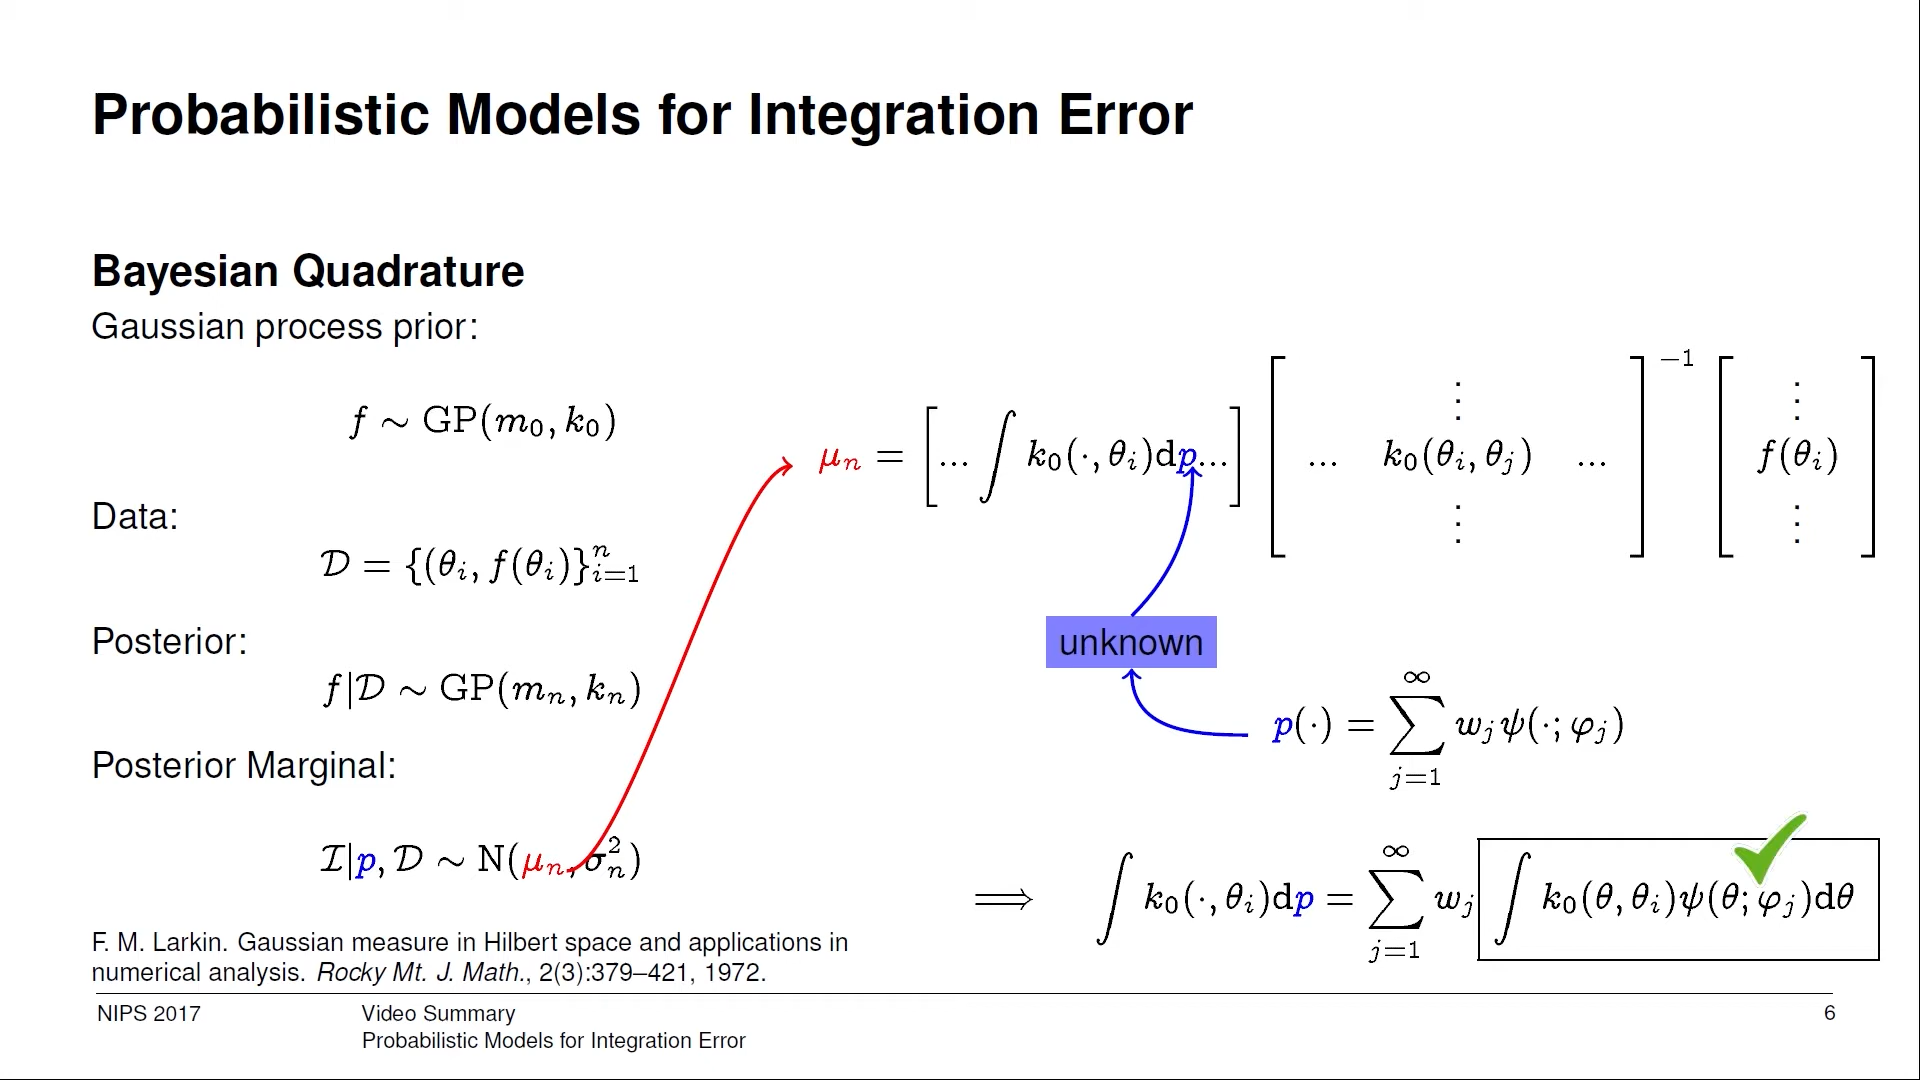 Probabilistic Models for Integration Error
Bayesian Quadrature
Gaussian process prior:
f ∼ GP(m₀, k₀)
Data:
𝒟 = {(θᵢ, f(θᵢ)}ⁿᵢ₌₁
Posterior:
f|𝒟 ∼ GP(mₙ, kₙ)
Posterior Marginal:
ℐ|p, 𝒟 ∼ N(μₙ, σₙ²)
F. M. Larkin. Gaussian measure in Hilbert space and applications in
numerical analysis. Rocky Mt. J. Math., 2(3):379–421, 1972.
μₙ = [... ∫ k₀(·, θᵢ)dp...] [... k₀(θᵢ, θⱼ) ...]⁻¹ [f(θᵢ)]
unknown
p(·) = ∑_{j=1}^{∞} wⱼψ(·; φⱼ)
⟹ ∫ k₀(·, θᵢ)dp = ∑_{j=1}^{∞} wⱼ ∫ k₀(θ, θᵢ)ψ(θ; φⱼ)dθ
NIPS 2017
Video Summary
Probabilistic Models for Integration Error
6